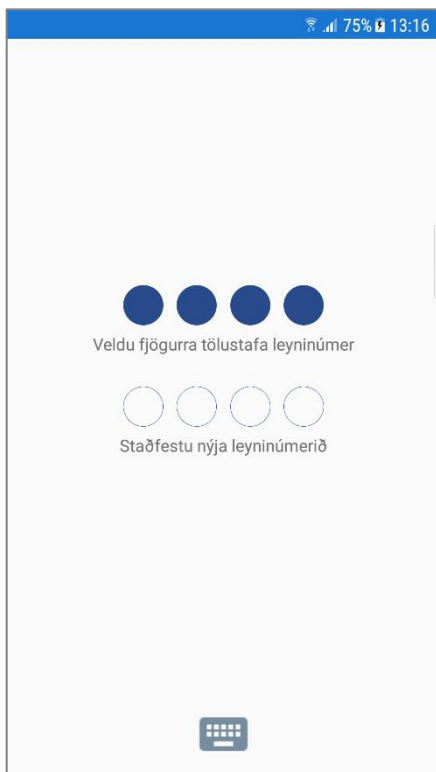 75% 13:16
Veldu fjögurra tölustafa leyninúmer
Staðfestu nýja leyninúmerið